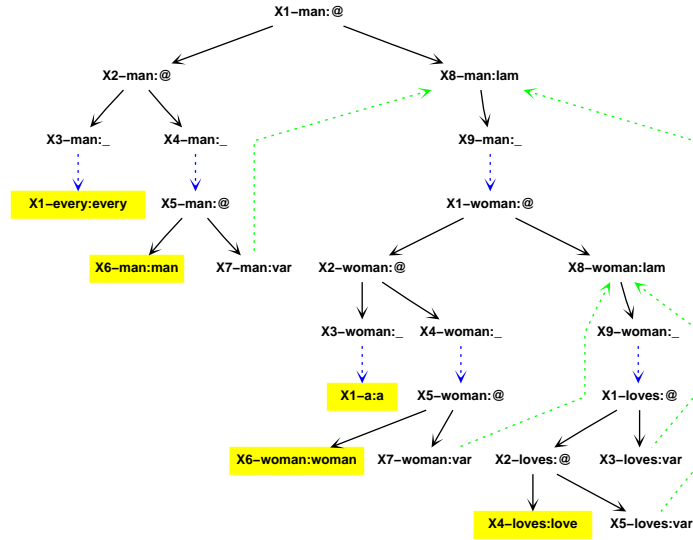 X1–man:@
X2–man:@ X8–man:lam
X3–man:_ X4–man:_ X9–man:_
X1–every:every X5–man:@ X1–woman:@
X6–man:man X7–man:var X2–woman:@ X8–woman:lam
X3–woman:_ X4–woman:_ X9–woman:_
X1–a:a X5–woman:@ X1–loves:@
X6–woman:woman X7–woman:var X2–loves:@ X3–loves:var
X4–loves:love X5–loves:var